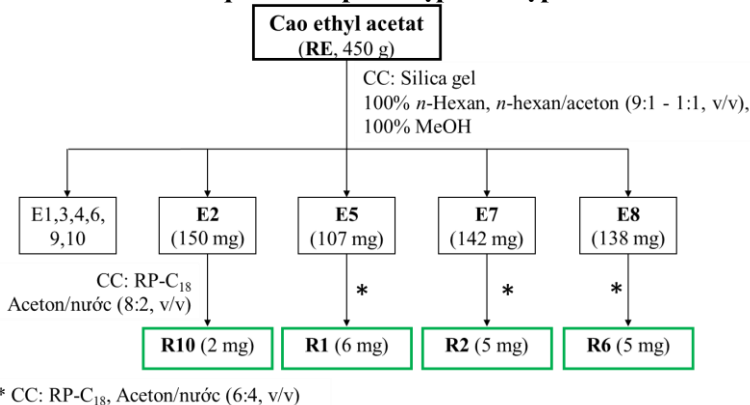 Cao ethyl acetat
(RE, 450 g)
CC: Silica gel
100% n-Hexan, n-hexan/aceton (9:1 - 1:1, v/v),
100% MeOH
E1,3,4,6,
9,10
E2
(150 mg)
E5
(107 mg)
E7
(142 mg)
E8
(138 mg)
CC: RP-C18
Aceton/nước (8:2, v/v)
*
*
*
R10 (2 mg)
R1 (6 mg)
R2 (5 mg)
R6 (5 mg)
* CC: RP-C18, Aceton/nước (6:4, v/v)